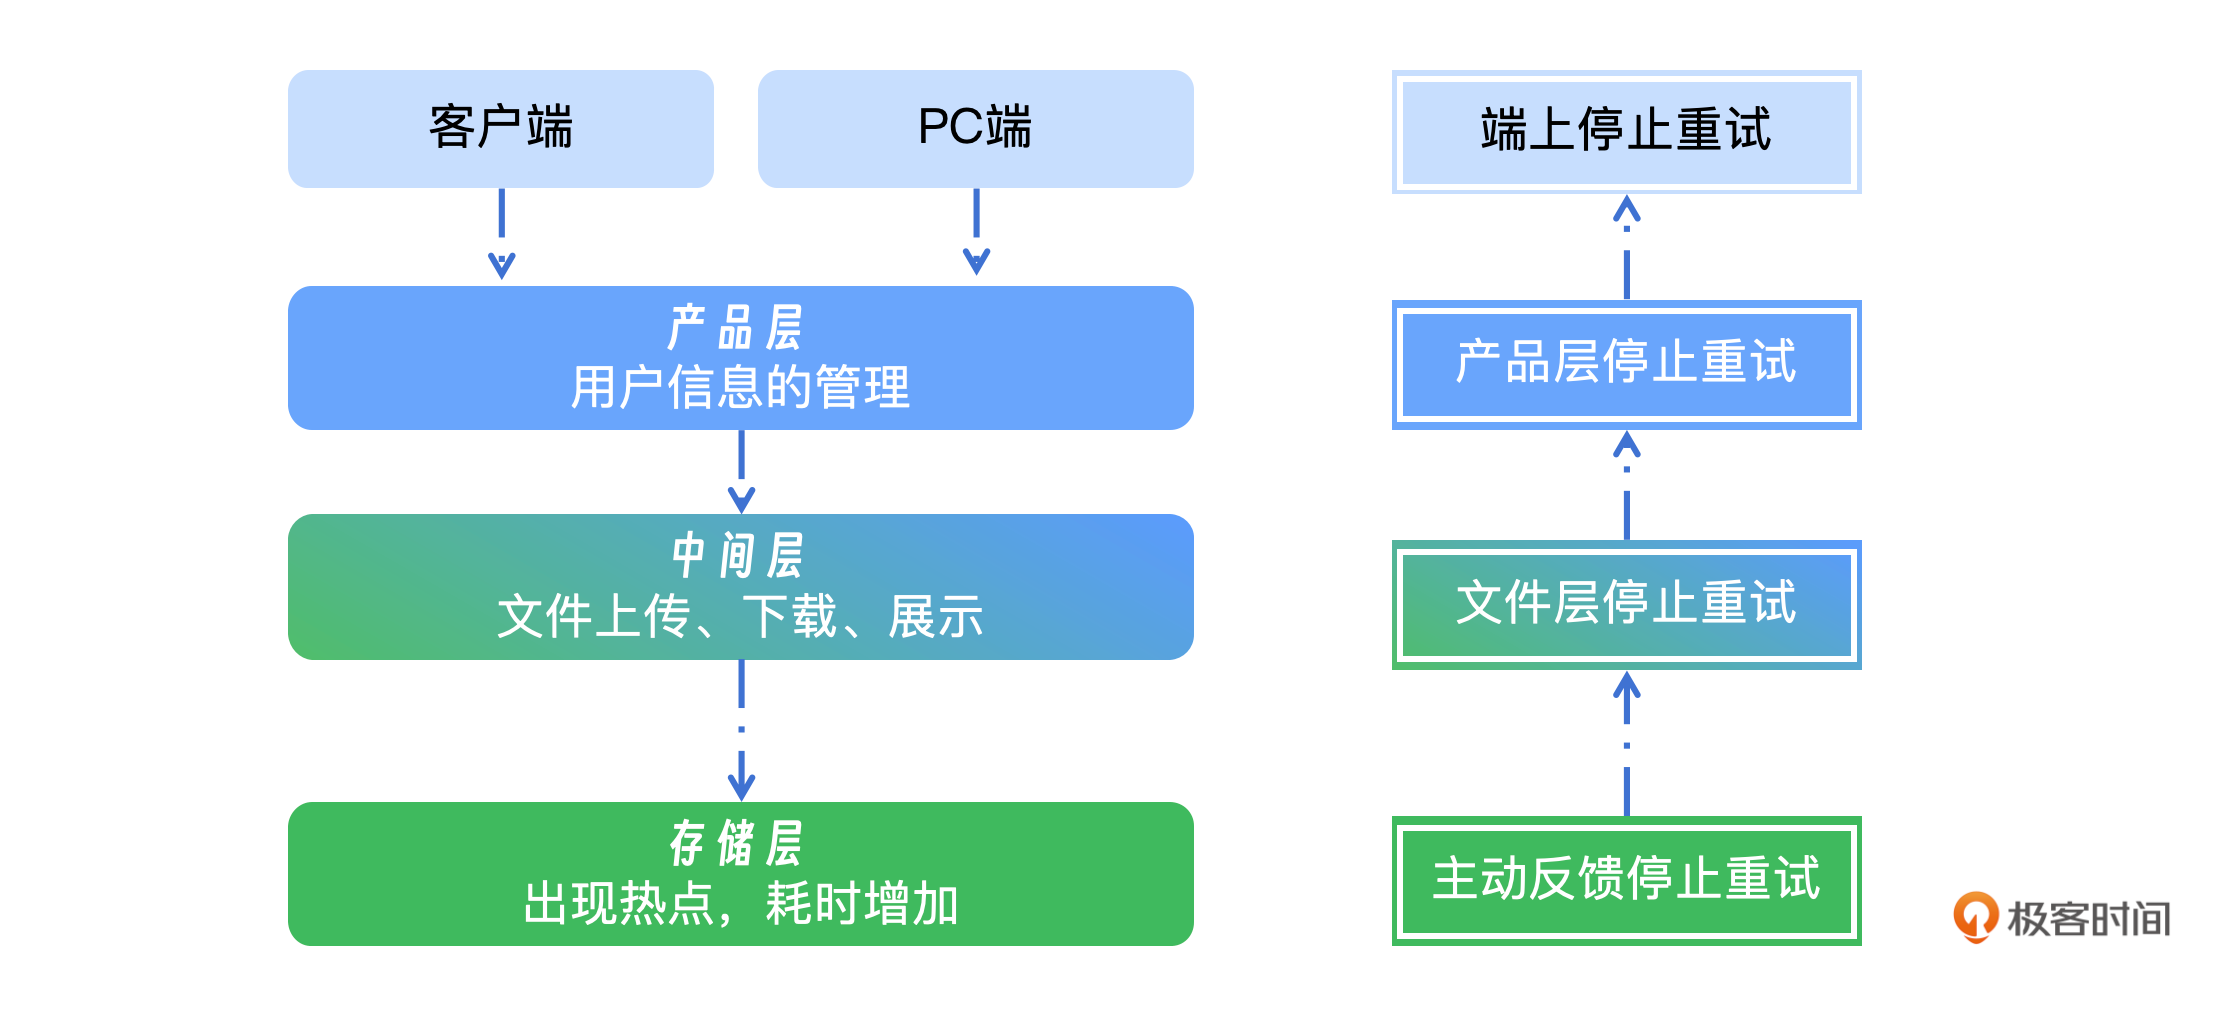 客户端
PC端
产品层
用户信息的管理
中间层
文件上传、下载、展示
存储层
出现热点，耗时增加
端上停止重试
产品层停止重试
文件层停止重试
主动反馈停止重试
极客时间